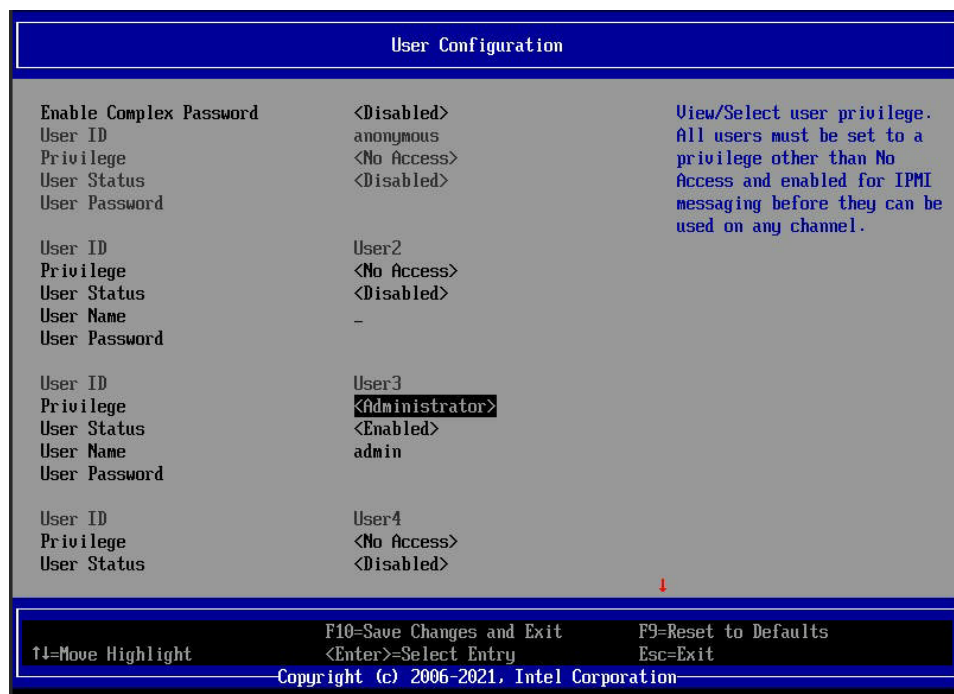 User Configuration
Enable Complex Password <Disabled>
User ID anonymous
Privilege <No Access>
User Status <Disabled>
User Password
User ID User2
Privilege <No Access>
User Status <Disabled>
User Name _
User Password
User ID User3
Privilege <Administrator>
User Status <Enabled>
User Name admin
User Password
User ID User4
Privilege <No Access>
User Status <Disabled>
View/Select user privilege.
All users must be set to a
privilege other than No
Access and enabled for IPMI
messaging before they can be
used on any channel.
↓
F10=Save Changes and Exit F9=Reset to Defaults
↑↓=Move Highlight <Enter>=Select Entry Esc=Exit
Copyright (c) 2006-2021, Intel Corporation